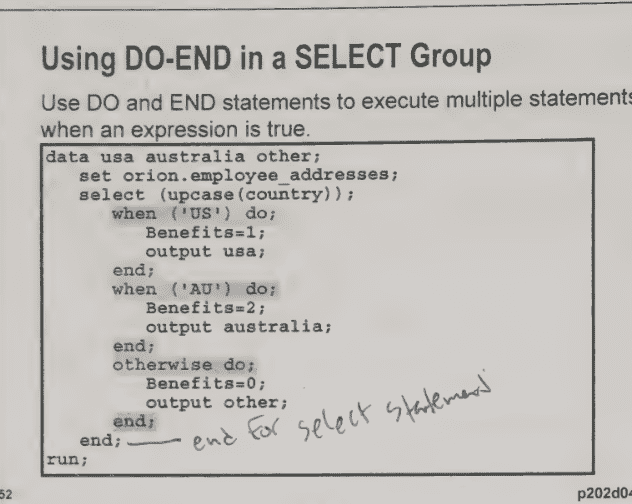 Using DO-END in a SELECT Group
Use DO and END statements to execute multiple statements
when an expression is true.
data usa australia other;
set orion.employee_addresses;
select (upcase(country));
when ('US') do;
Benefits=1;
output usa;
end;
when ('AU') do;
Benefits=2;
output australia;
end;
otherwise do;
Benefits=0;
output other;
end;
end; end for select statement
run;
52
p202d04